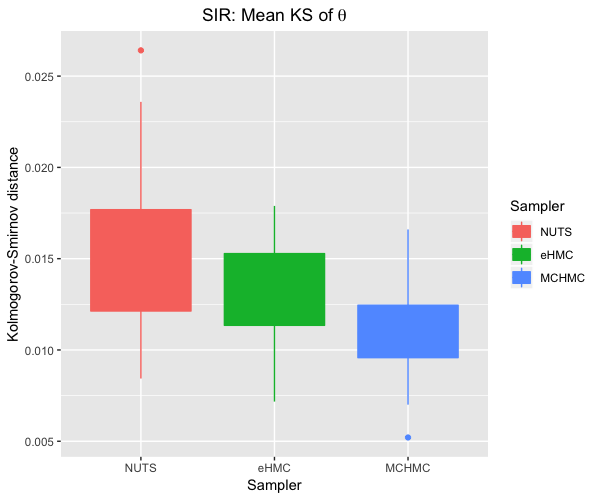 SIR: Mean KS of θ
Kolmogorov-Smirnov distance
0.025
0.020
0.015
0.010
0.005
NUTS
eHMC
MCHMC
Sampler
Sampler
NUTS
eHMC
MCHMC